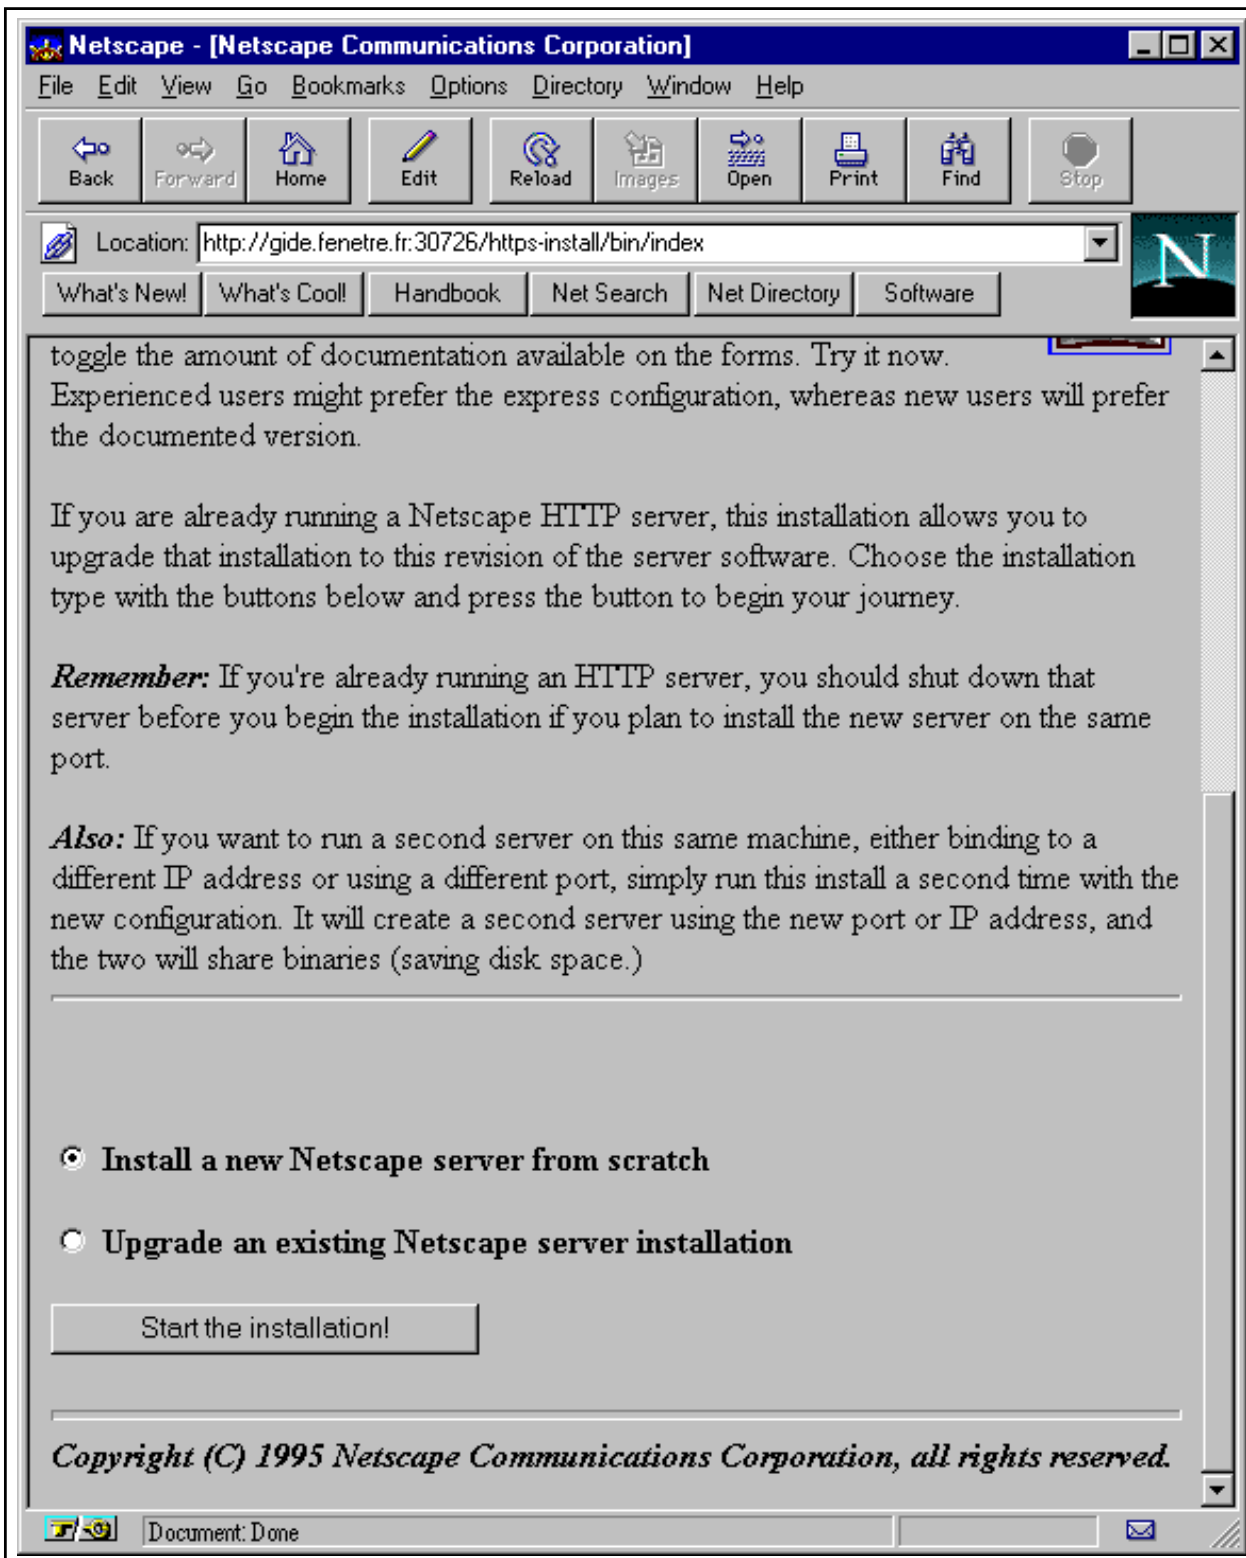 Netscape - [Netscape Communications Corporation]
File Edit View Go Bookmarks Options Directory Window Help
Back Forward Home Edit Reload Images Open Print Find Stop
Location: http://gide.fenetre.fr:30726/https-install/bin/index
N
What's New! What's Cool! Handbook Net Search Net Directory Software
toggle the amount of documentation available on the forms. Try it now.
Experienced users might prefer the express configuration, whereas new users will prefer
the documented version.
If you are already running a Netscape HTTP server, this installation allows you to
upgrade that installation to this revision of the server software. Choose the installation
type with the buttons below and press the button to begin your journey.
Remember: If you're already running an HTTP server, you should shut down that
server before you begin the installation if you plan to install the new server on the same
port.
Also: If you want to run a second server on this same machine, either binding to a
different IP address or using a different port, simply run this install a second time with the
new configuration. It will create a second server using the new port or IP address, and
the two will share binaries (saving disk space.)
Install a new Netscape server from scratch
Upgrade an existing Netscape server installation
Start the installation!
Copyright (C) 1995 Netscape Communications Corporation, all rights reserved.
Document: Done